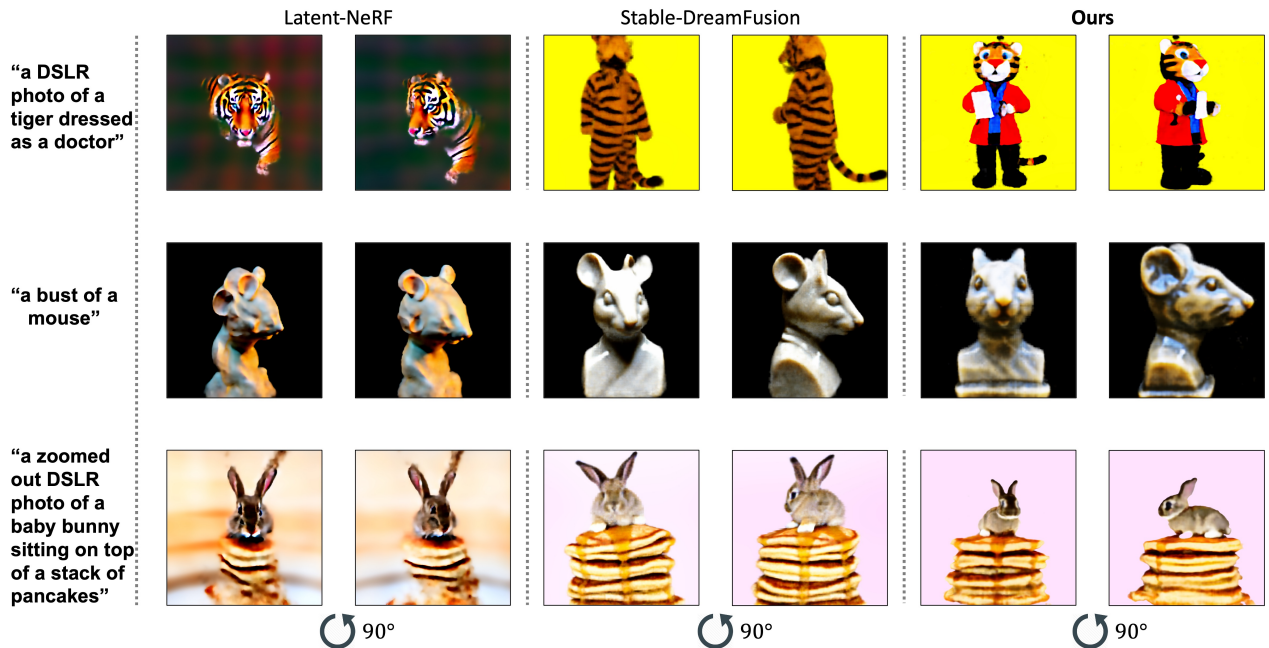 Latent-NeRF
Stable-DreamFusion
Ours
“a DSLR
photo of a
tiger dressed
as a doctor”
“a bust of a
mouse”
“a zoomed
out DSLR
photo of a
baby bunny
sitting on top
of a stack of
pancakes”
90°
90°
90°